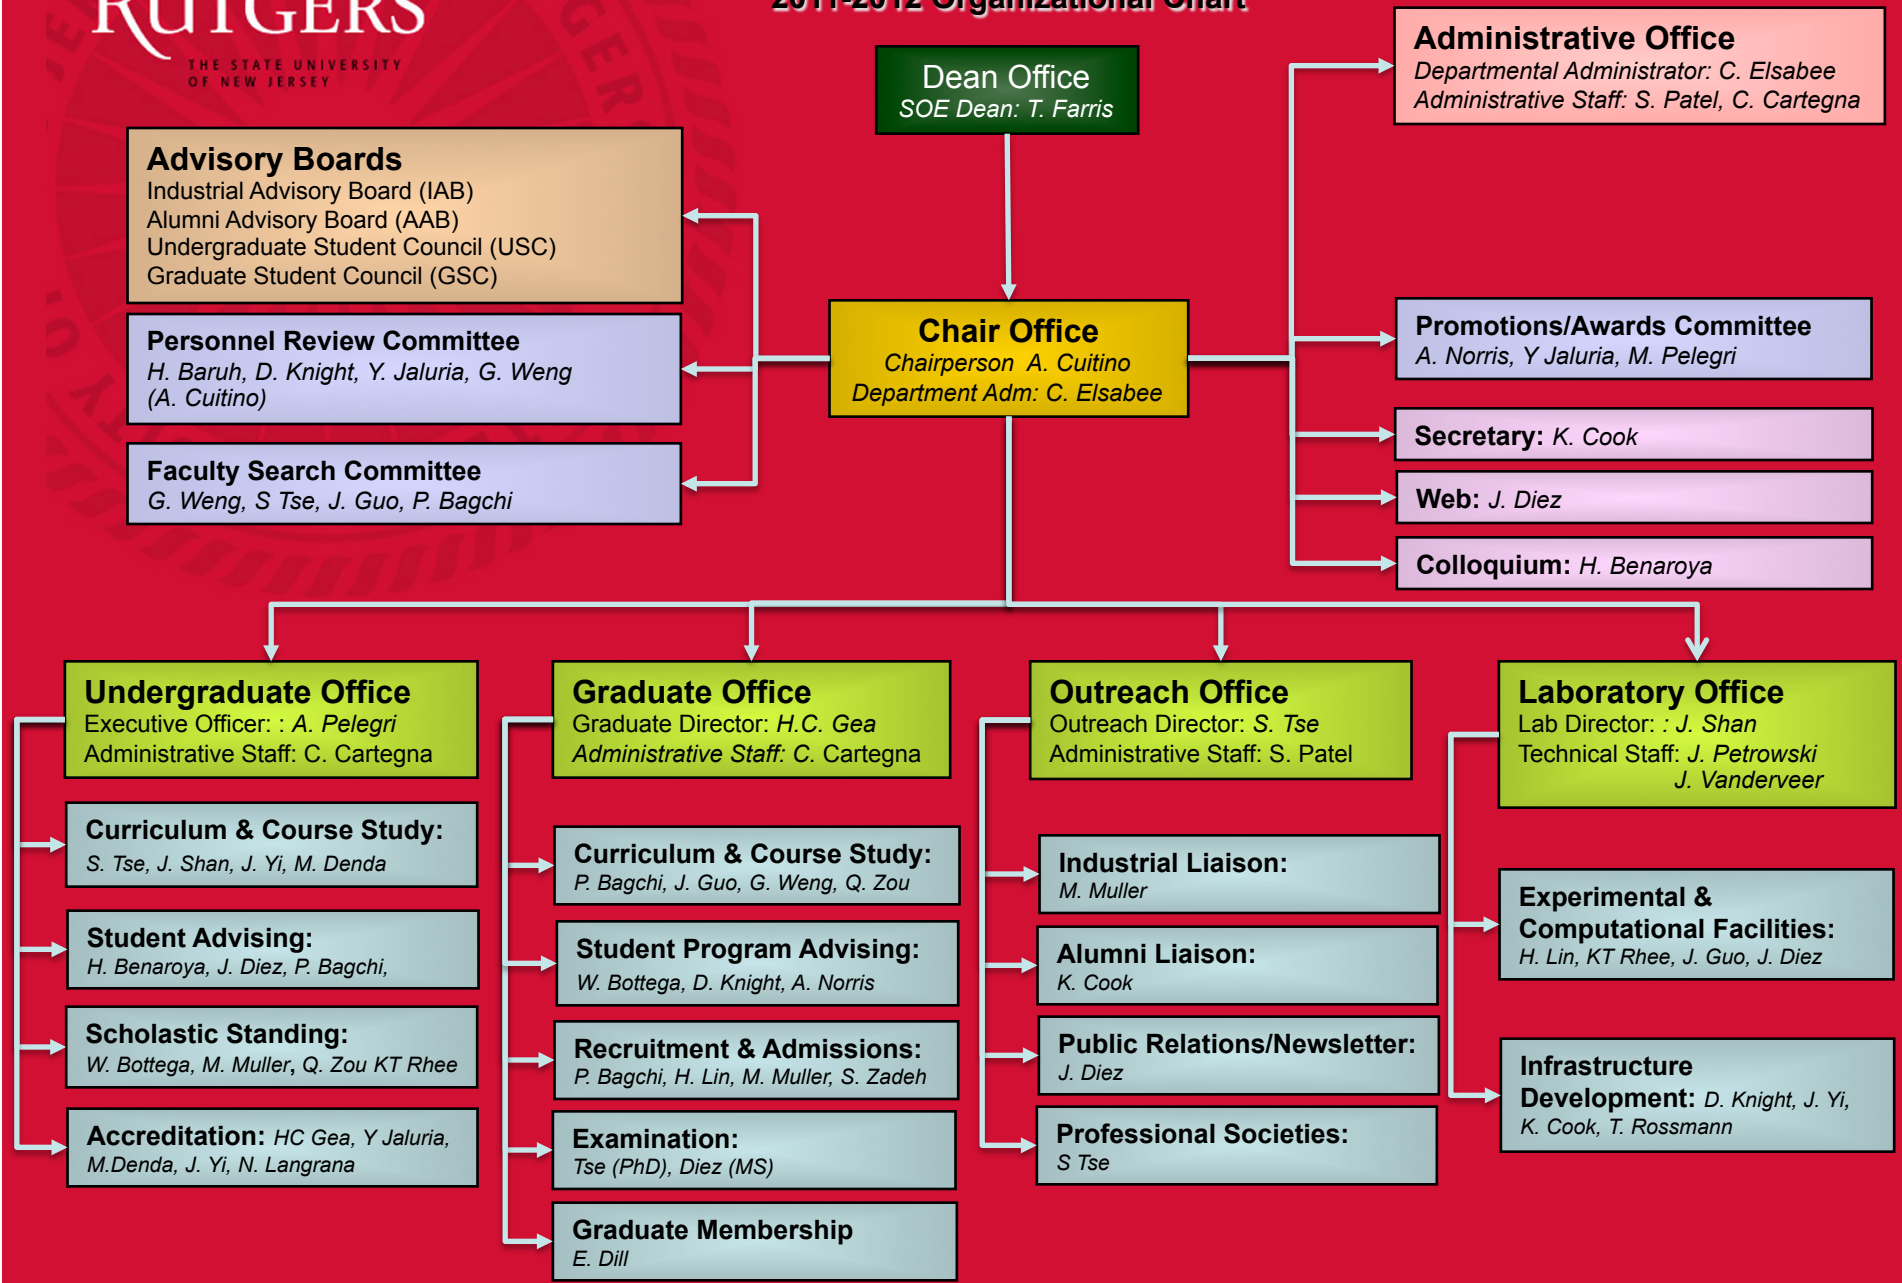 RUTGERS
THE STATE UNIVERSITY
OF NEW JERSEY
2011-2012 Organizational Chart
Dean Office
SOE Dean: T. Farris
Administrative Office
Departmental Administrator: C. Elsabee
Administrative Staff: S. Patel, C. Cartegna
Advisory Boards
Industrial Advisory Board (IAB)
Alumni Advisory Board (AAB)
Undergraduate Student Council (USC)
Graduate Student Council (GSC)
Personnel Review Committee
H. Baruh, D. Knight, Y. Jaluria, G. Weng
(A. Cuitino)
Faculty Search Committee
G. Weng, S Tse, J. Guo, P. Bagchi
Chair Office
Chairperson A. Cuitino
Department Adm: C. Elsabee
Promotions/Awards Committee
A. Norris, Y Jaluria, M. Pelegri
Secretary: K. Cook
Web: J. Diez
Colloquium: H. Benaroya
Undergraduate Office
Executive Officer: : A. Pelegri
Administrative Staff: C. Cartegna
Curriculum & Course Study:
S. Tse, J. Shan, J. Yi, M. Denda
Student Advising:
H. Benaroya, J. Diez, P. Bagchi,
Scholastic Standing:
W. Bottega, M. Muller, Q. Zou KT Rhee
Accreditation: HC Gea, Y Jaluria,
M.Denda, J. Yi, N. Langrana
Graduate Office
Graduate Director: H.C. Gea
Administrative Staff: C. Cartegna
Curriculum & Course Study:
P. Bagchi, J. Guo, G. Weng, Q. Zou
Student Program Advising:
W. Bottega, D. Knight, A. Norris
Recruitment & Admissions:
P. Bagchi, H. Lin, M. Muller, S. Zadeh
Examination:
Tse (PhD), Diez (MS)
Graduate Membership
E. Dill
Outreach Office
Outreach Director: S. Tse
Administrative Staff: S. Patel
Industrial Liaison:
M. Muller
Alumni Liaison:
K. Cook
Public Relations/Newsletter:
J. Diez
Professional Societies:
S Tse
Laboratory Office
Lab Director: : J. Shan
Technical Staff: J. Petrowski
J. Vanderveer
Experimental &
Computational Facilities:
H. Lin, KT Rhee, J. Guo, J. Diez
Infrastructure
Development: D. Knight, J. Yi,
K. Cook, T. Rossmann